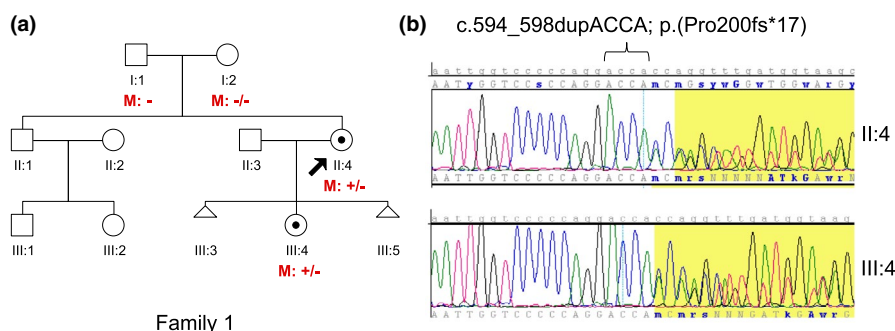 (a)
I:1 I:2
M: - M: -/-
II:1 II:2 II:3 II:4
M: +/-
III:1 III:2 III:3 III:4 III:5
M: +/-
Family 1
(b) c.594_598dupACCA; p.(Pro200fs*17)
a a t t g g t c c c c c a g g a c c a c c a g g t t t g a t g g t a a g c
A A T y G G T C C s C C A G G A C C A m C m G s y w G G w T G G w A r G y
A A T T G G T C C C C C A G G A C C A m C m r s N N N N N A T k G A w r N
II:4
a a t t g g t c c c c c a g g a c c a c c a g g t t t g a t g g t a a g
m C m r s N N N N G A T k G A w r G
III:4